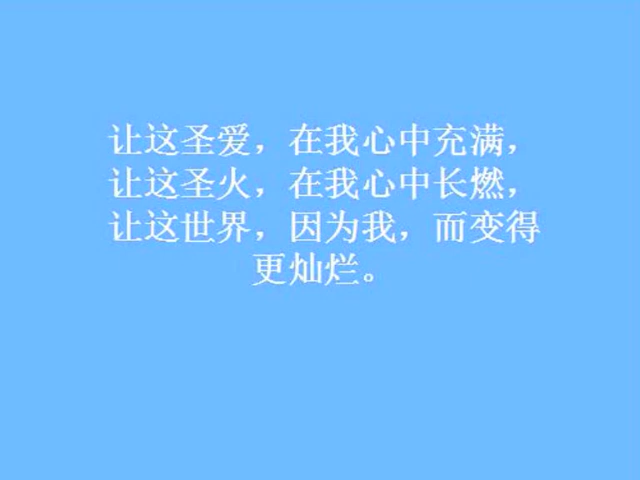 让这圣爱，在我心中充满，
让这圣火，在我心中长燃，
让这世界，因为我，而变得
更灿烂。